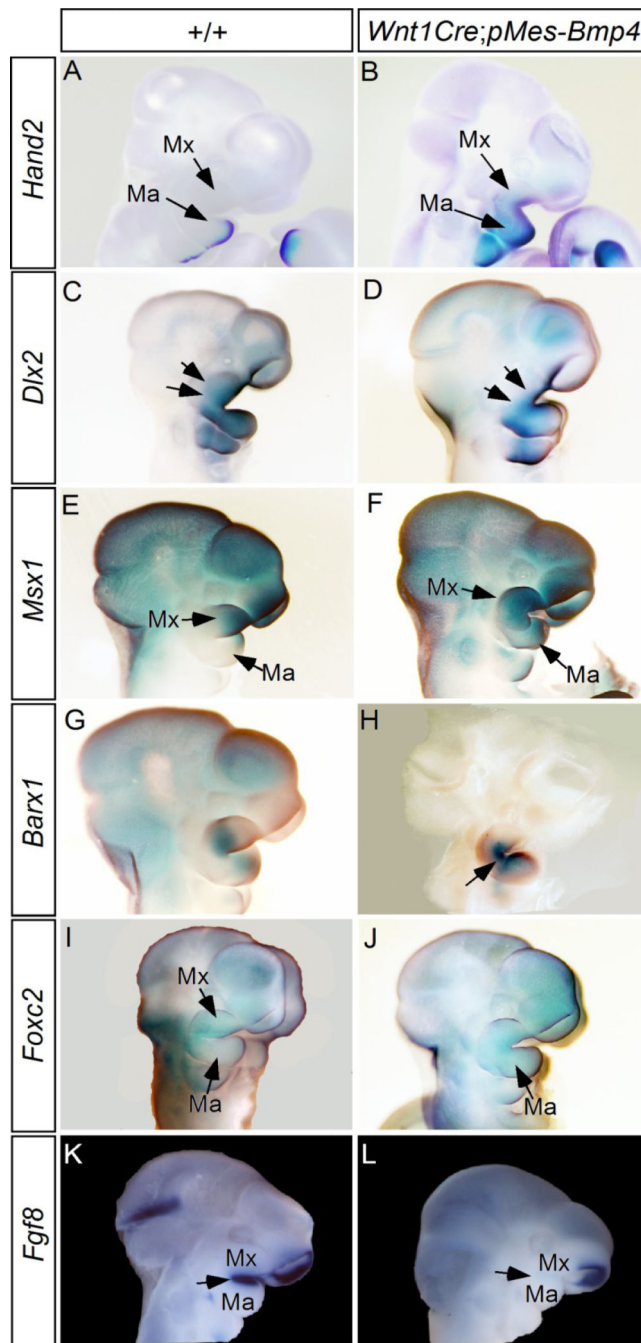 +/+
Wnt1Cre;pMes-Bmp4
Hand2
A
Mx
Ma
B
Mx
Ma
Dlx2
C
D
Msx1
E
Mx
Ma
F
Mx
Ma
Barx1
G
H
Foxc2
I
Mx
Ma
J
Ma
Fgf8
K
Mx
Ma
L
Mx
Ma